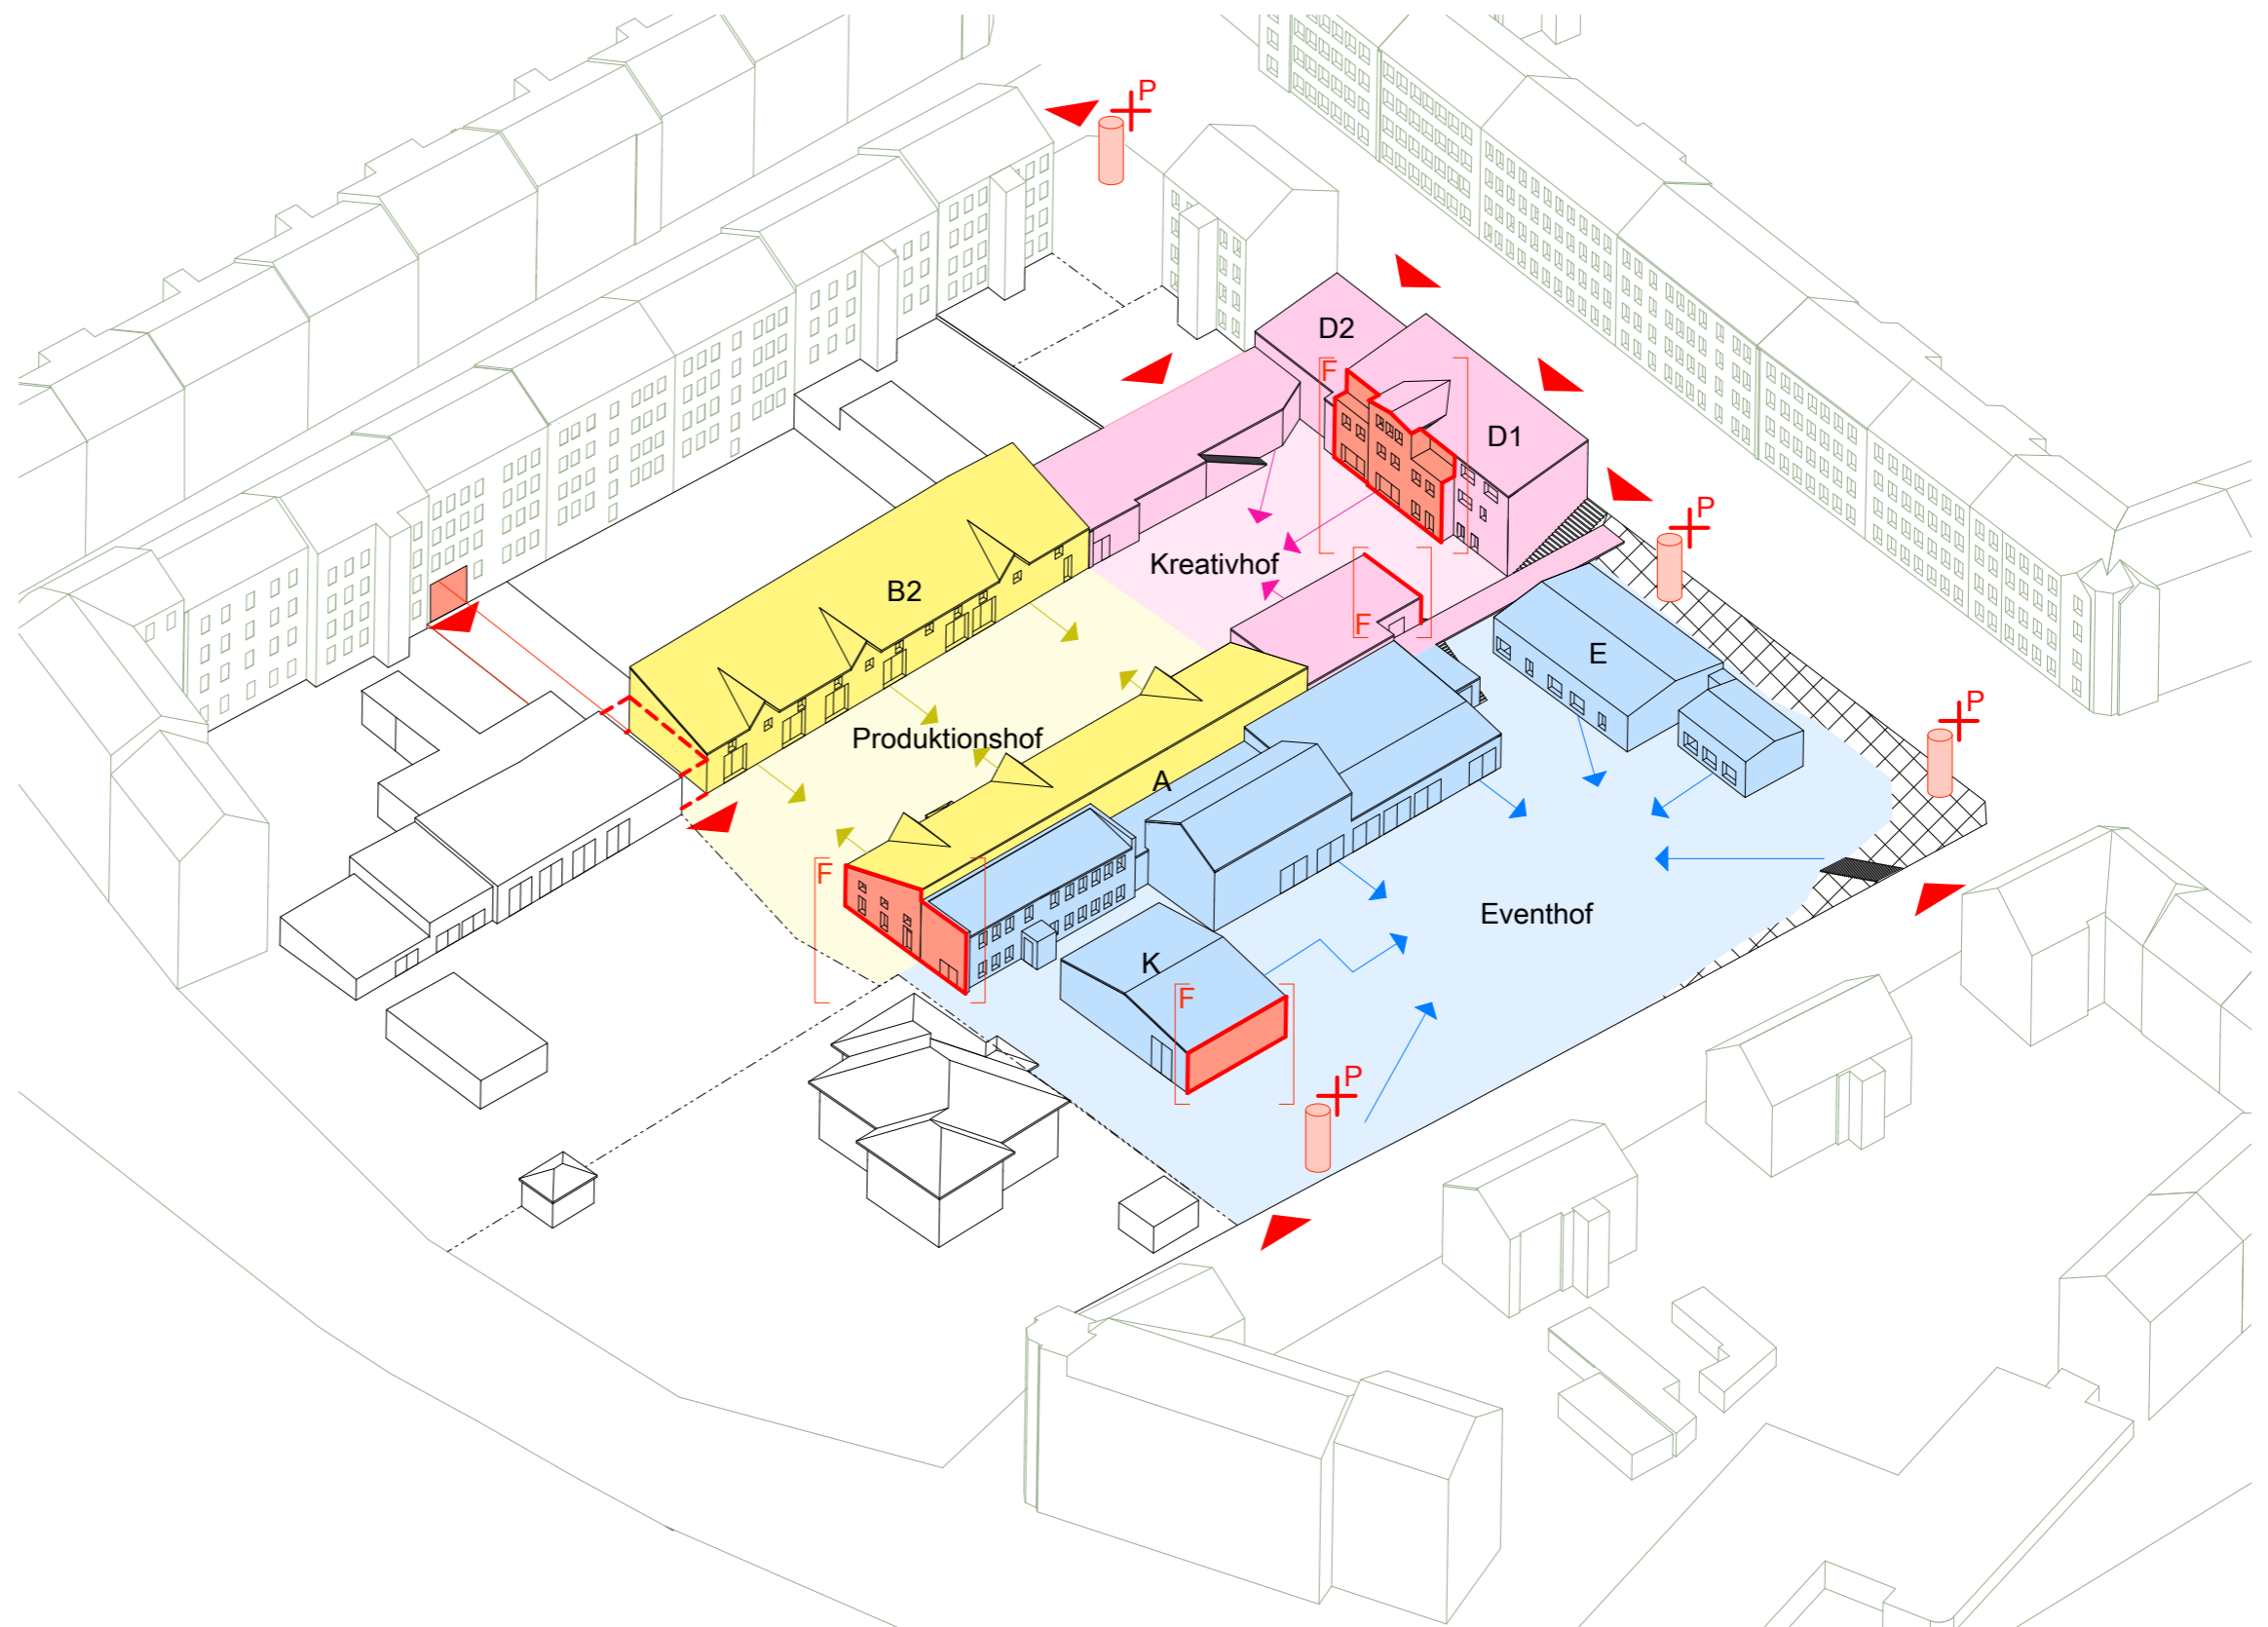 P
D2
F
D1
P
Kreativhof
B2
F
E
P
Produktionshof
A
F
Eventhof
K
F
P